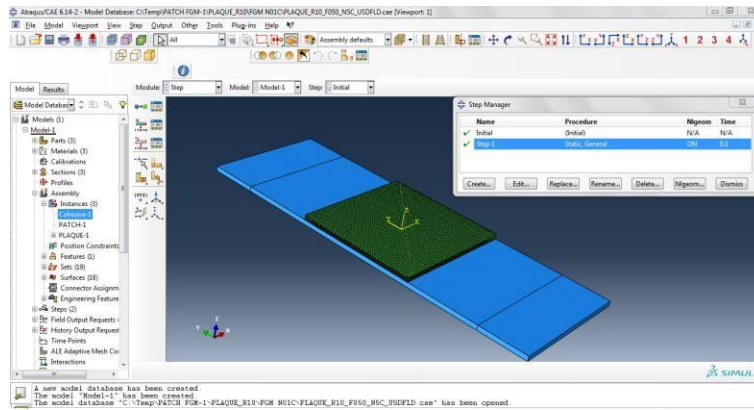 Abaqus/CAE 6.14-2 - Model Database: C:\Temp\PATCH FGM-1\PLAQUE_R10\FGM N01C\PLAQUE_R10_F050_N5C_USDFLD.cae [Viewport: 1]
File Model Viewport View Step Output Other Tools Plug-ins Help
All Assembly defaults 1 2 3 4
Model Results Module: Step Model: Model-1 Step: Initial
Model Databas
Models (1)
Model-1
Parts (3)
Materials (3)
Calibrations
Sections (3)
Profiles
Assembly
Instances (3)
Cohesive-1
PATCH-1
PLAQUE-1
Position Constraints
Features (1)
Sets (19)
Surfaces (18)
Connector Assignm
Engineering Feature
Steps (2)
Field Output Requests
History Output Request
Time Points
ALE Adaptive Mesh Co
Interactions
Step Manager
Name Procedure Nlgeom Time
Initial (Initial) N/A N/A
Step-1 Static, General ON 0.1
Create... Edit... Replace... Rename... Delete... Nlgeom... Dismiss
Z
Y X
Z
Y X
SIMUL
A new model database has been created.
The model "Model-1" has been created.
The model database "C:\Temp\PATCH FGM-1\PLAQUE_R10\FGM N01C\PLAQUE_R10_F050_N5C_USDFLD.cae" has been opened.